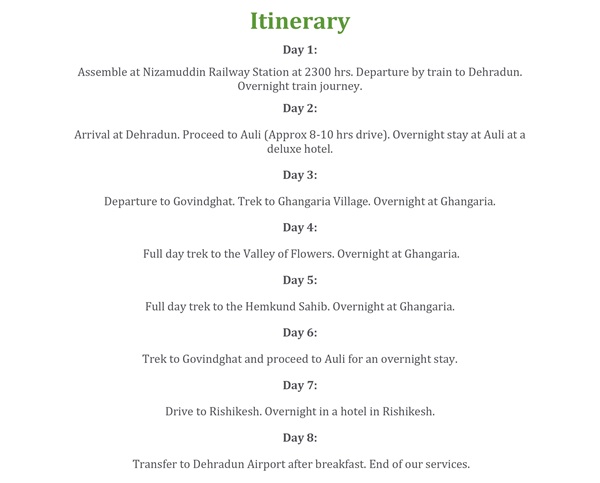 Itinerary
Day 1:
Assemble at Nizamuddin Railway Station at 2300 hrs. Departure by train to Dehradun.
Overnight train journey.
Day 2:
Arrival at Dehradun. Proceed to Auli (Approx 8-10 hrs drive). Overnight stay at Auli at a
deluxe hotel.
Day 3:
Departure to Govindghat. Trek to Ghangaria Village. Overnight at Ghangaria.
Day 4:
Full day trek to the Valley of Flowers. Overnight at Ghangaria.
Day 5:
Full day trek to the Hemkund Sahib. Overnight at Ghangaria.
Day 6:
Trek to Govindghat and proceed to Auli for an overnight stay.
Day 7:
Drive to Rishikesh. Overnight in a hotel in Rishikesh.
Day 8:
Transfer to Dehradun Airport after breakfast. End of our services.